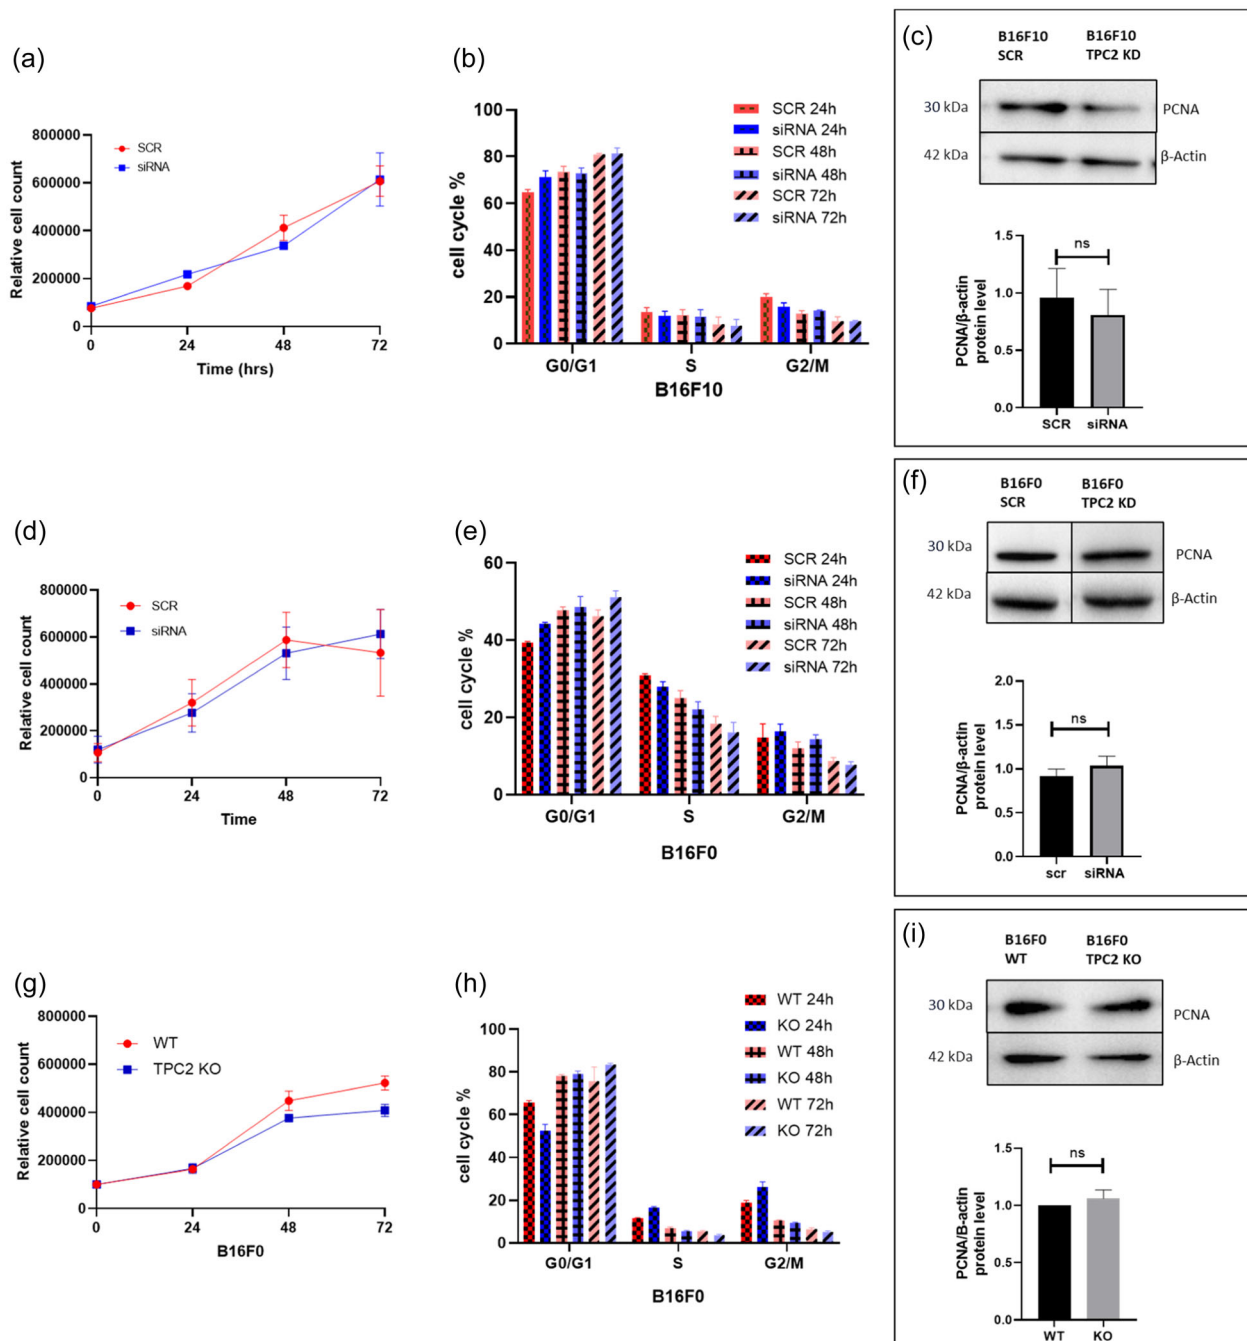 (a)
SCR
siRNA
Relative cell count
800000
600000
400000
200000
0
0 24 48 72
Time (hrs)
(b)
SCR 24h
siRNA 24h
SCR 48h
siRNA 48h
SCR 72h
siRNA 72h
cell cycle %
100
80
60
40
20
0
G0/G1 S G2/M
B16F10
(c)
B16F10 B16F10
SCR TPC2 KD
30 kDa PCNA
42 kDa β-Actin
PCNA/β-actin
protein level
1.5
1.0
0.5
0.0
ns
SCR siRNA
(d)
SCR
siRNA
Relative cell count
800000
600000
400000
200000
0
0 24 48 72
Time
(e)
SCR 24h
siRNA 24h
SCR 48h
siRNA 48h
SCR 72h
siRNA 72h
cell cycle %
60
40
20
0
G0/G1 S G2/M
B16F0
(f)
B16F0 B16F0
SCR TPC2 KD
30 kDa PCNA
42 kDa β-Actin
PCNA/β-actin
protein level
2.0
1.5
1.0
0.5
0.0
ns
scr siRNA
(g)
WT
TPC2 KO
Relative cell count
800000
600000
400000
200000
0
0 24 48 72
B16F0
(h)
WT 24h
KO 24h
WT 48h
KO 48h
WT 72h
KO 72h
cell cycle %
100
80
60
40
20
0
G0/G1 S G2/M
B16F0
(i)
B16F0 B16F0
WT TPC2 KO
30 kDa PCNA
42 kDa β-Actin
PCNA/B-actin
protein level
1.5
1.0
0.5
0.0
ns
WT KO